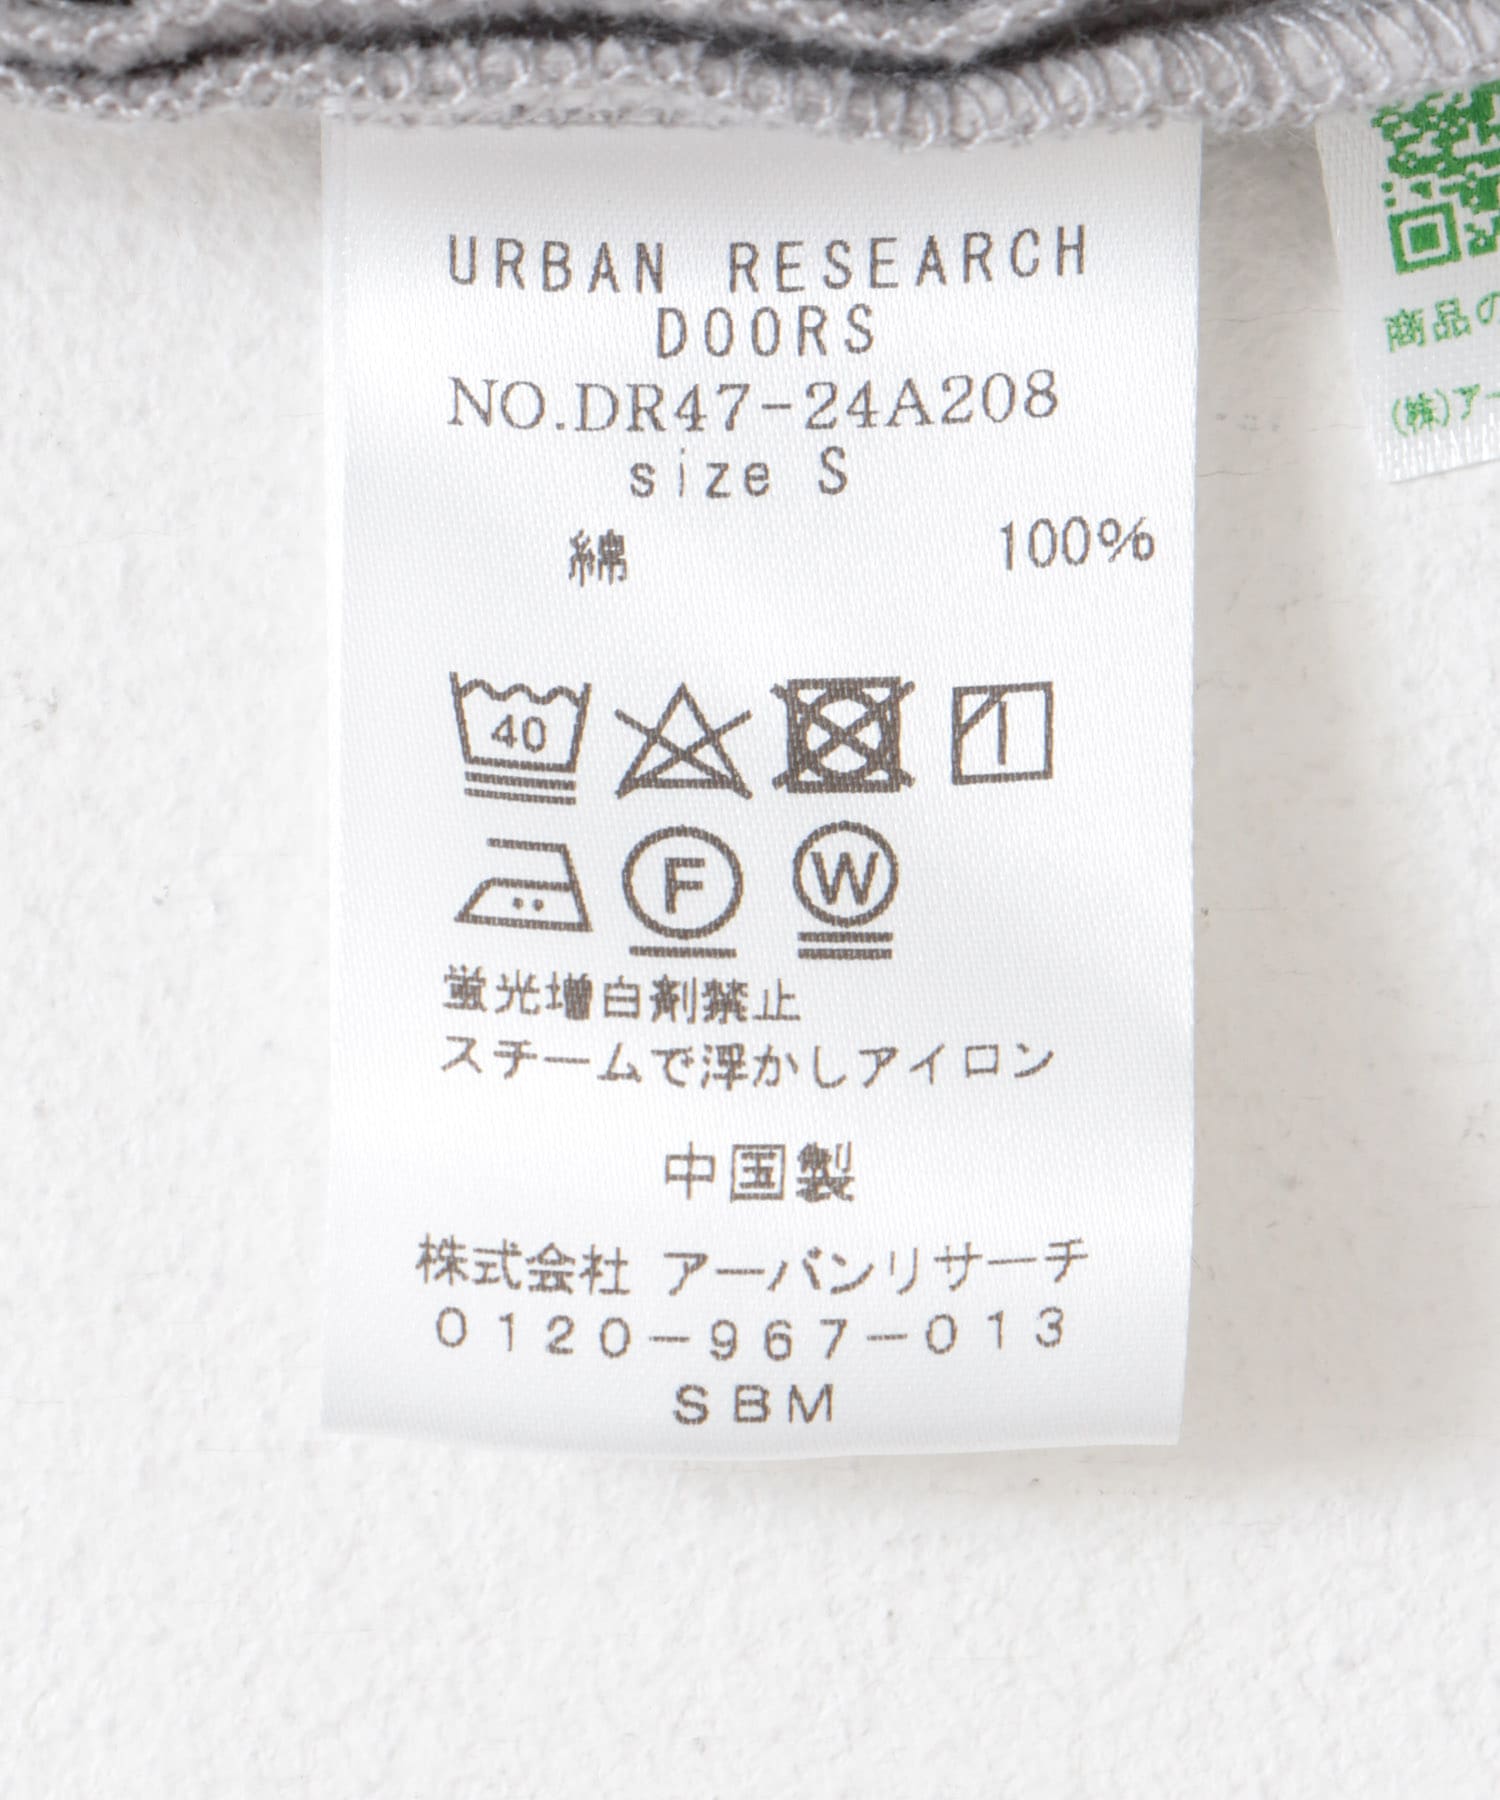 URBAN RESEARCH
DOORS
NO.DR47-24A208
size S
綿 100%
40
F W
蛍光増白剤禁止
スチームで浮かしアイロン
中国製
株式会社 アーバンリサーチ
0120-967-013
SBM
商品の
(株)アー